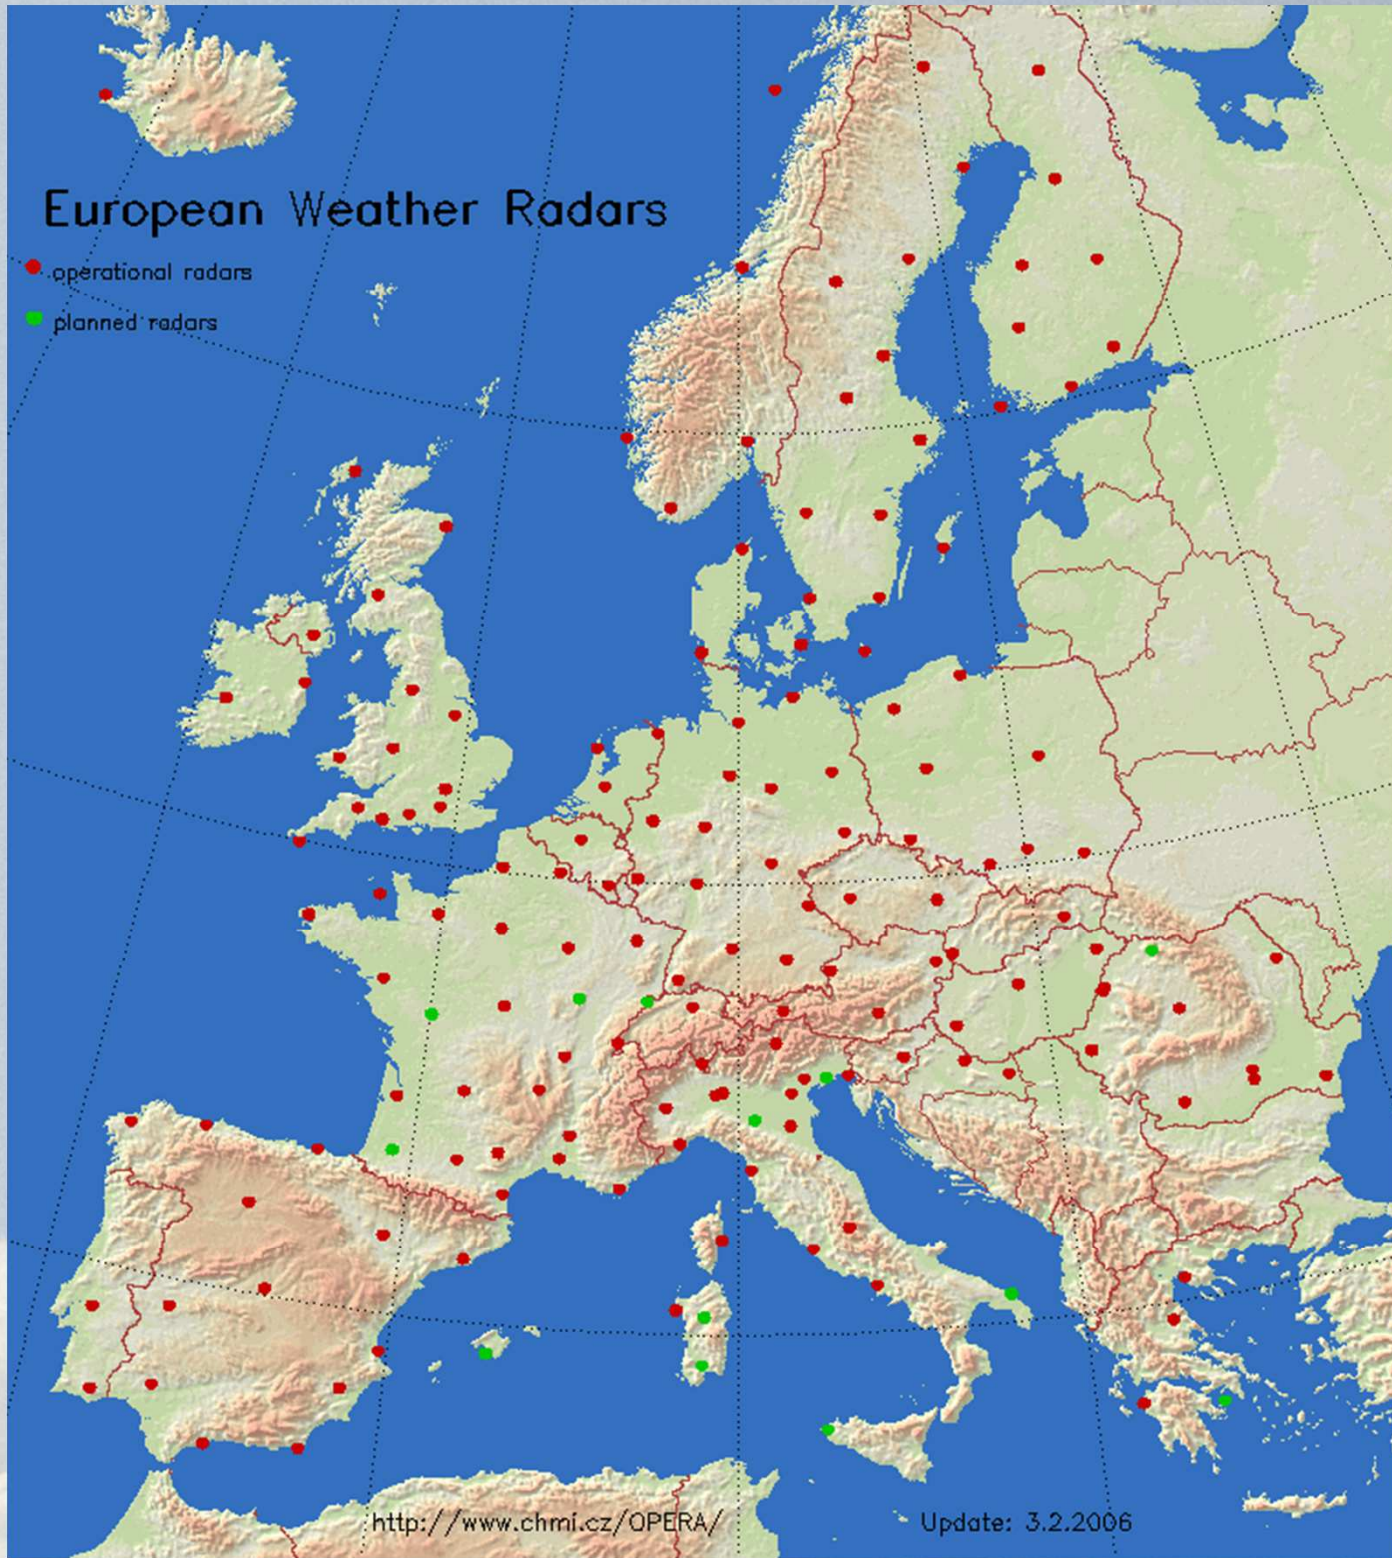 European Weather Radars
operational radars
planned radars
http://www.chmi.cz/OPERA/
Update: 3.2.2006